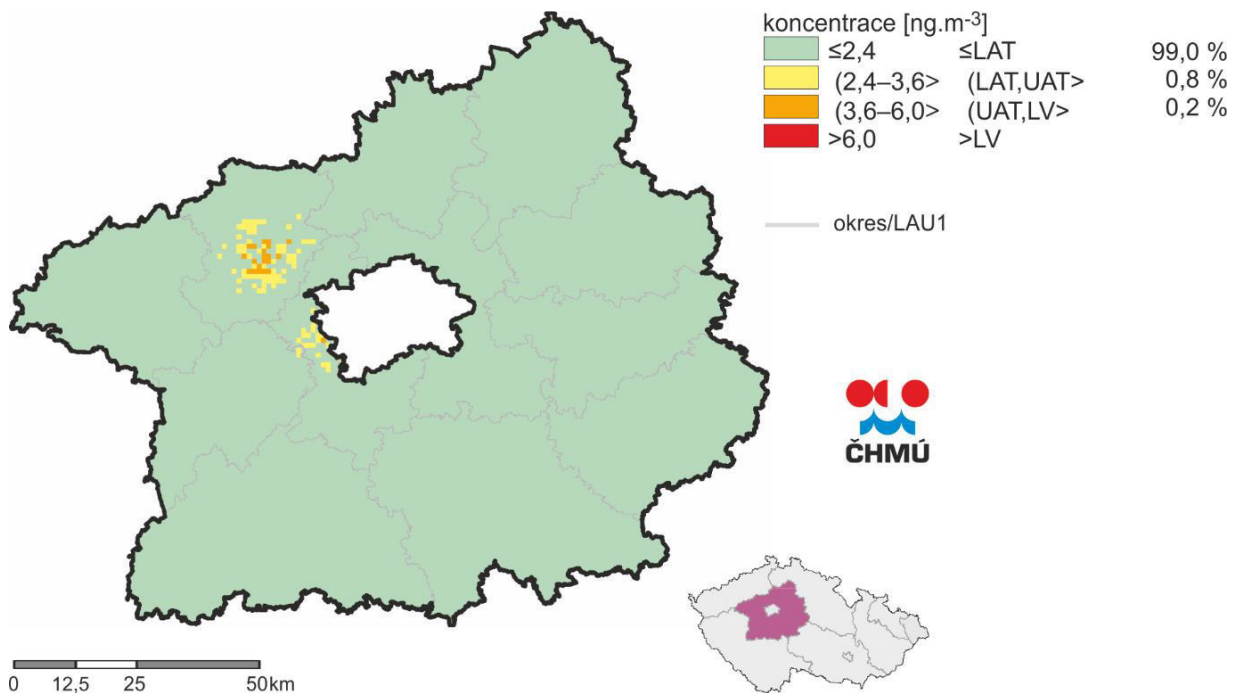 koncentrace [ng.m-3]
≤2,4 ≤LAT 99,0 %
(2,4–3,6> (LAT,UAT> 0,8 %
(3,6–6,0> (UAT,LV> 0,2 %
>6,0 >LV
okres/LAU1
ČHMÚ
0 12,5 25 50km